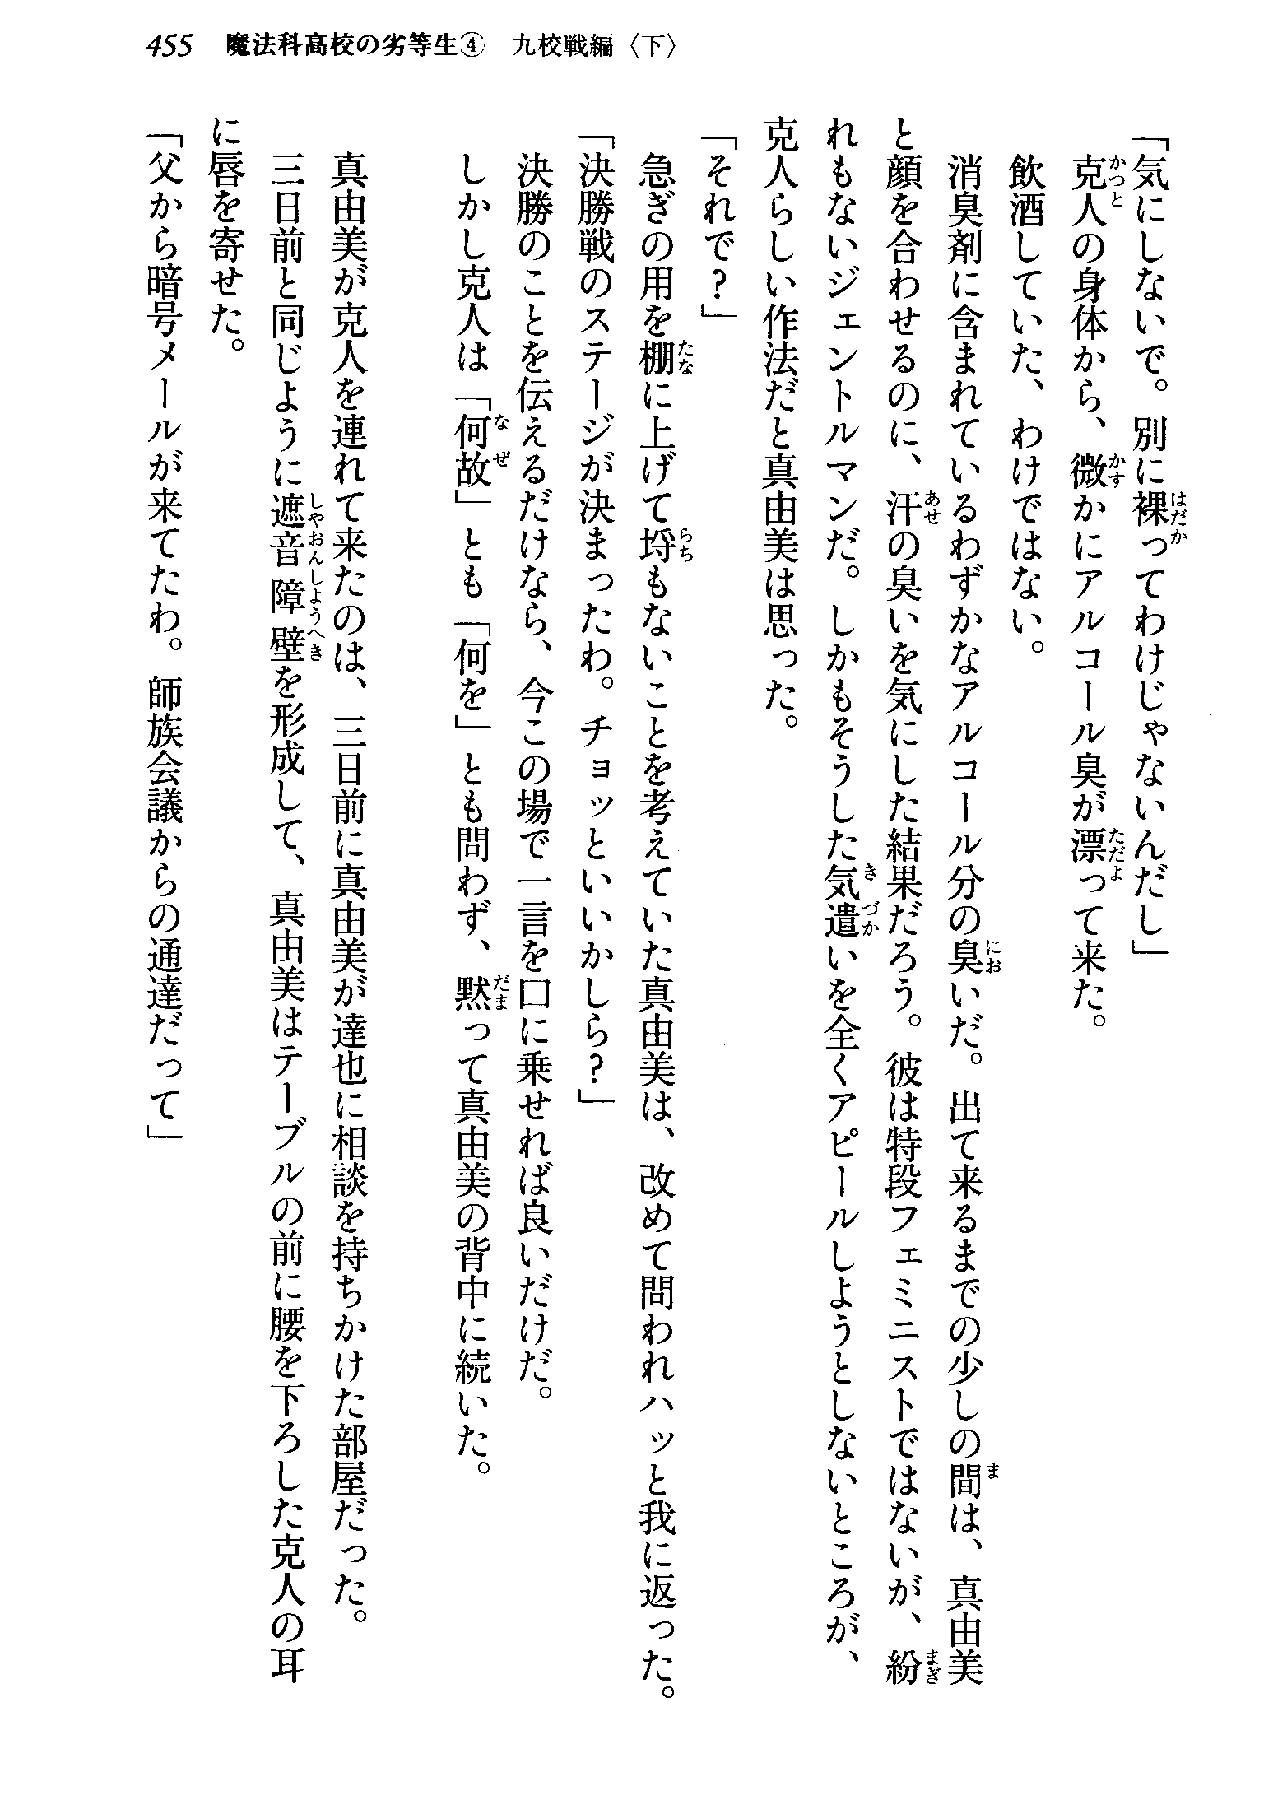 455　魔法科高校の劣等生④　九校戦編〈下〉
「気にしないで。別に裸ってわけじゃないんだし」
克人の身体から、微かにアルコール臭が漂って来た。
飲酒していた、わけではない。
消臭剤に含まれているわずかなアルコール分の臭いだ。出て来るまでの少しの間は、真由美
と顔を合わせるのに、汗の臭いを気にした結果だろう。彼は特段フェミニストではないが、紛
れもないジェントルマンだ。しかもそうした気遣いを全くアピールしようとしないところが、
克人らしい作法だと真由美は思った。
「それで？」
急ぎの用を棚に上げて埒もないことを考えていた真由美は、改めて問われハッと我に返った。
「決勝戦のステージが決まったわ。チョッといいかしら？」
決勝のことを伝えるだけなら、今この場で一言を口に乗せれば良いだけだ。
しかし克人は「何故」とも「何を」とも問わず、黙って真由美の背中に続いた。
真由美が克人を連れて来たのは、三日前に真由美が達也に相談を持ちかけた部屋だった。
三日前と同じように遮音障壁を形成して、真由美はテーブルの前に腰を下ろした克人の耳
に唇を寄せた。
「父から暗号メールが来てたわ。師族会議からの通達だって」